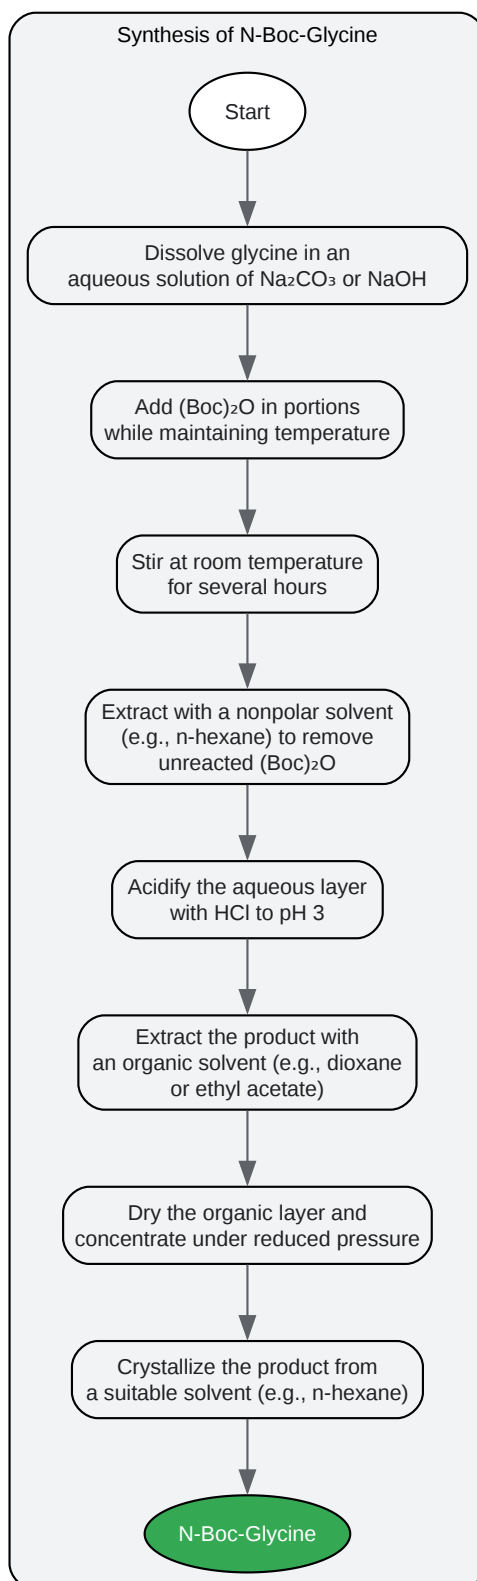 Synthesis of N-Boc-Glycine
Start
Dissolve glycine in an
aqueous solution of Na₂CO₃ or NaOH
Add (Boc)₂O in portions
while maintaining temperature
Stir at room temperature
for several hours
Extract with a nonpolar solvent
(e.g., n-hexane) to remove
unreacted (Boc)₂O
Acidify the aqueous layer
with HCl to pH 3
Extract the product with
an organic solvent (e.g., dioxane
or ethyl acetate)
Dry the organic layer and
concentrate under reduced pressure
Crystallize the product from
a suitable solvent (e.g., n-hexane)
N-Boc-Glycine